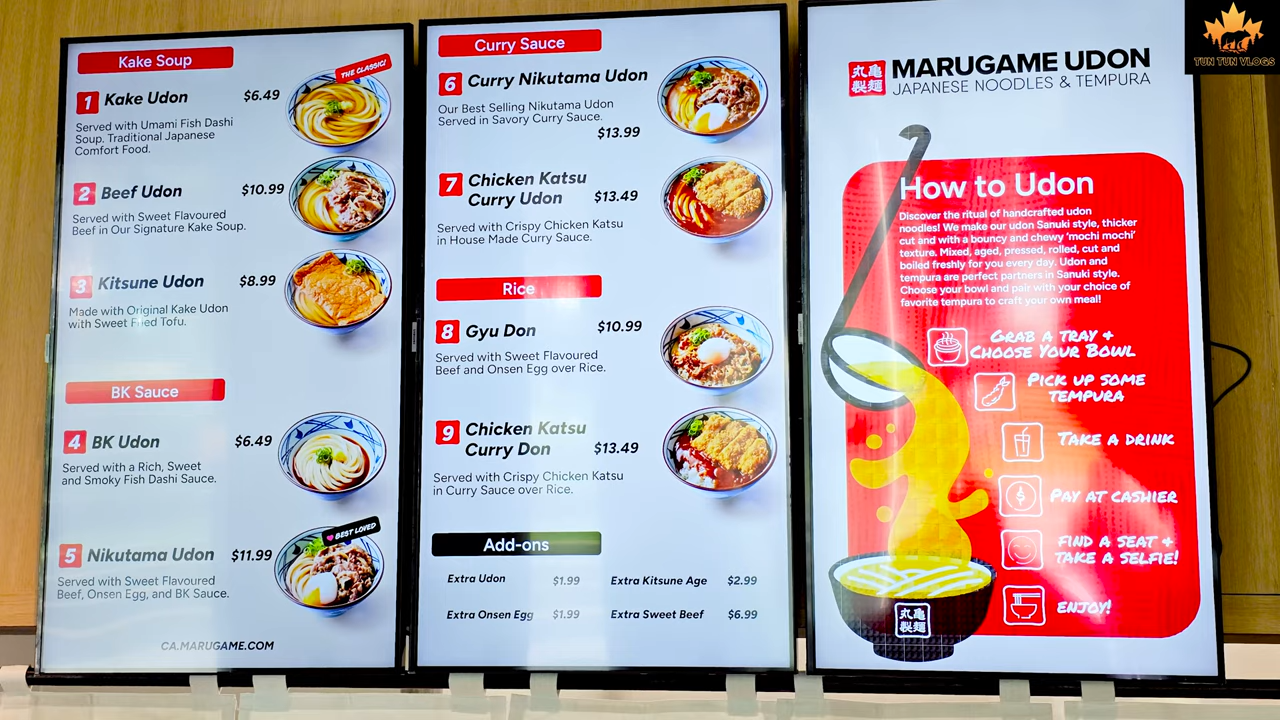 Kake Soup
1 Kake Udon $6.49
THE CLASSIC!
Served with Umami Fish Dashi
Soup. Traditional Japanese
Comfort Food.
2 Beef Udon $10.99
Served with Sweet Flavoured
Beef in Our Signature Kake Soup.
3 Kitsune Udon $8.99
Made with Original Kake Udon
with Sweet Fried Tofu.
BK Sauce
4 BK Udon $6.49
Served with a Rich, Sweet
and Smoky Fish Dashi Sauce.
BEST LOVED
5 Nikutama Udon $11.99
Served with Sweet Flavoured
Beef, Onsen Egg, and BK Sauce.
CA.MARUGAME.COM
Curry Sauce
6 Curry Nikutama Udon
Our Best Selling Nikutama Udon
Served in Savory Curry Sauce.
$13.99
7 Chicken Katsu
Curry Udon $13.49
Served with Crispy Chicken Katsu
in House Made Curry Sauce.
Rice
8 Gyu Don $10.99
Served with Sweet Flavoured
Beef and Onsen Egg over Rice.
9 Chicken Katsu
Curry Don $13.49
Served with Crispy Chicken Katsu
in Curry Sauce over Rice.
Add-ons
Extra Udon $1.99 Extra Kitsune Age $2.99
Extra Onsen Egg $1.99 Extra Sweet Beef $6.99
丸亀
製麺
MARUGAME UDON
JAPANESE NOODLES & TEMPURA
How to Udon
Discover the ritual of handcrafted udon
noodles! We make our udon Sanuki style, thicker
cut and with a bouncy and chewy 'mochi mochi'
texture. Mixed, aged, pressed, rolled, cut and
boiled freshly for you every day. Udon and
tempura are perfect partners in Sanuki style.
Choose your bowl and pair with your choice of
favorite tempura to craft your own meal!
GRAB A TRAY &
CHOOSE YOUR BOWL
PICK UP SOME
TEMPURA
TAKE A DRINK
PAY AT CASHIER
FIND A SEAT &
TAKE A SELFIE!
ENJOY!
丸亀
製麺
TUN TUN VLOGS